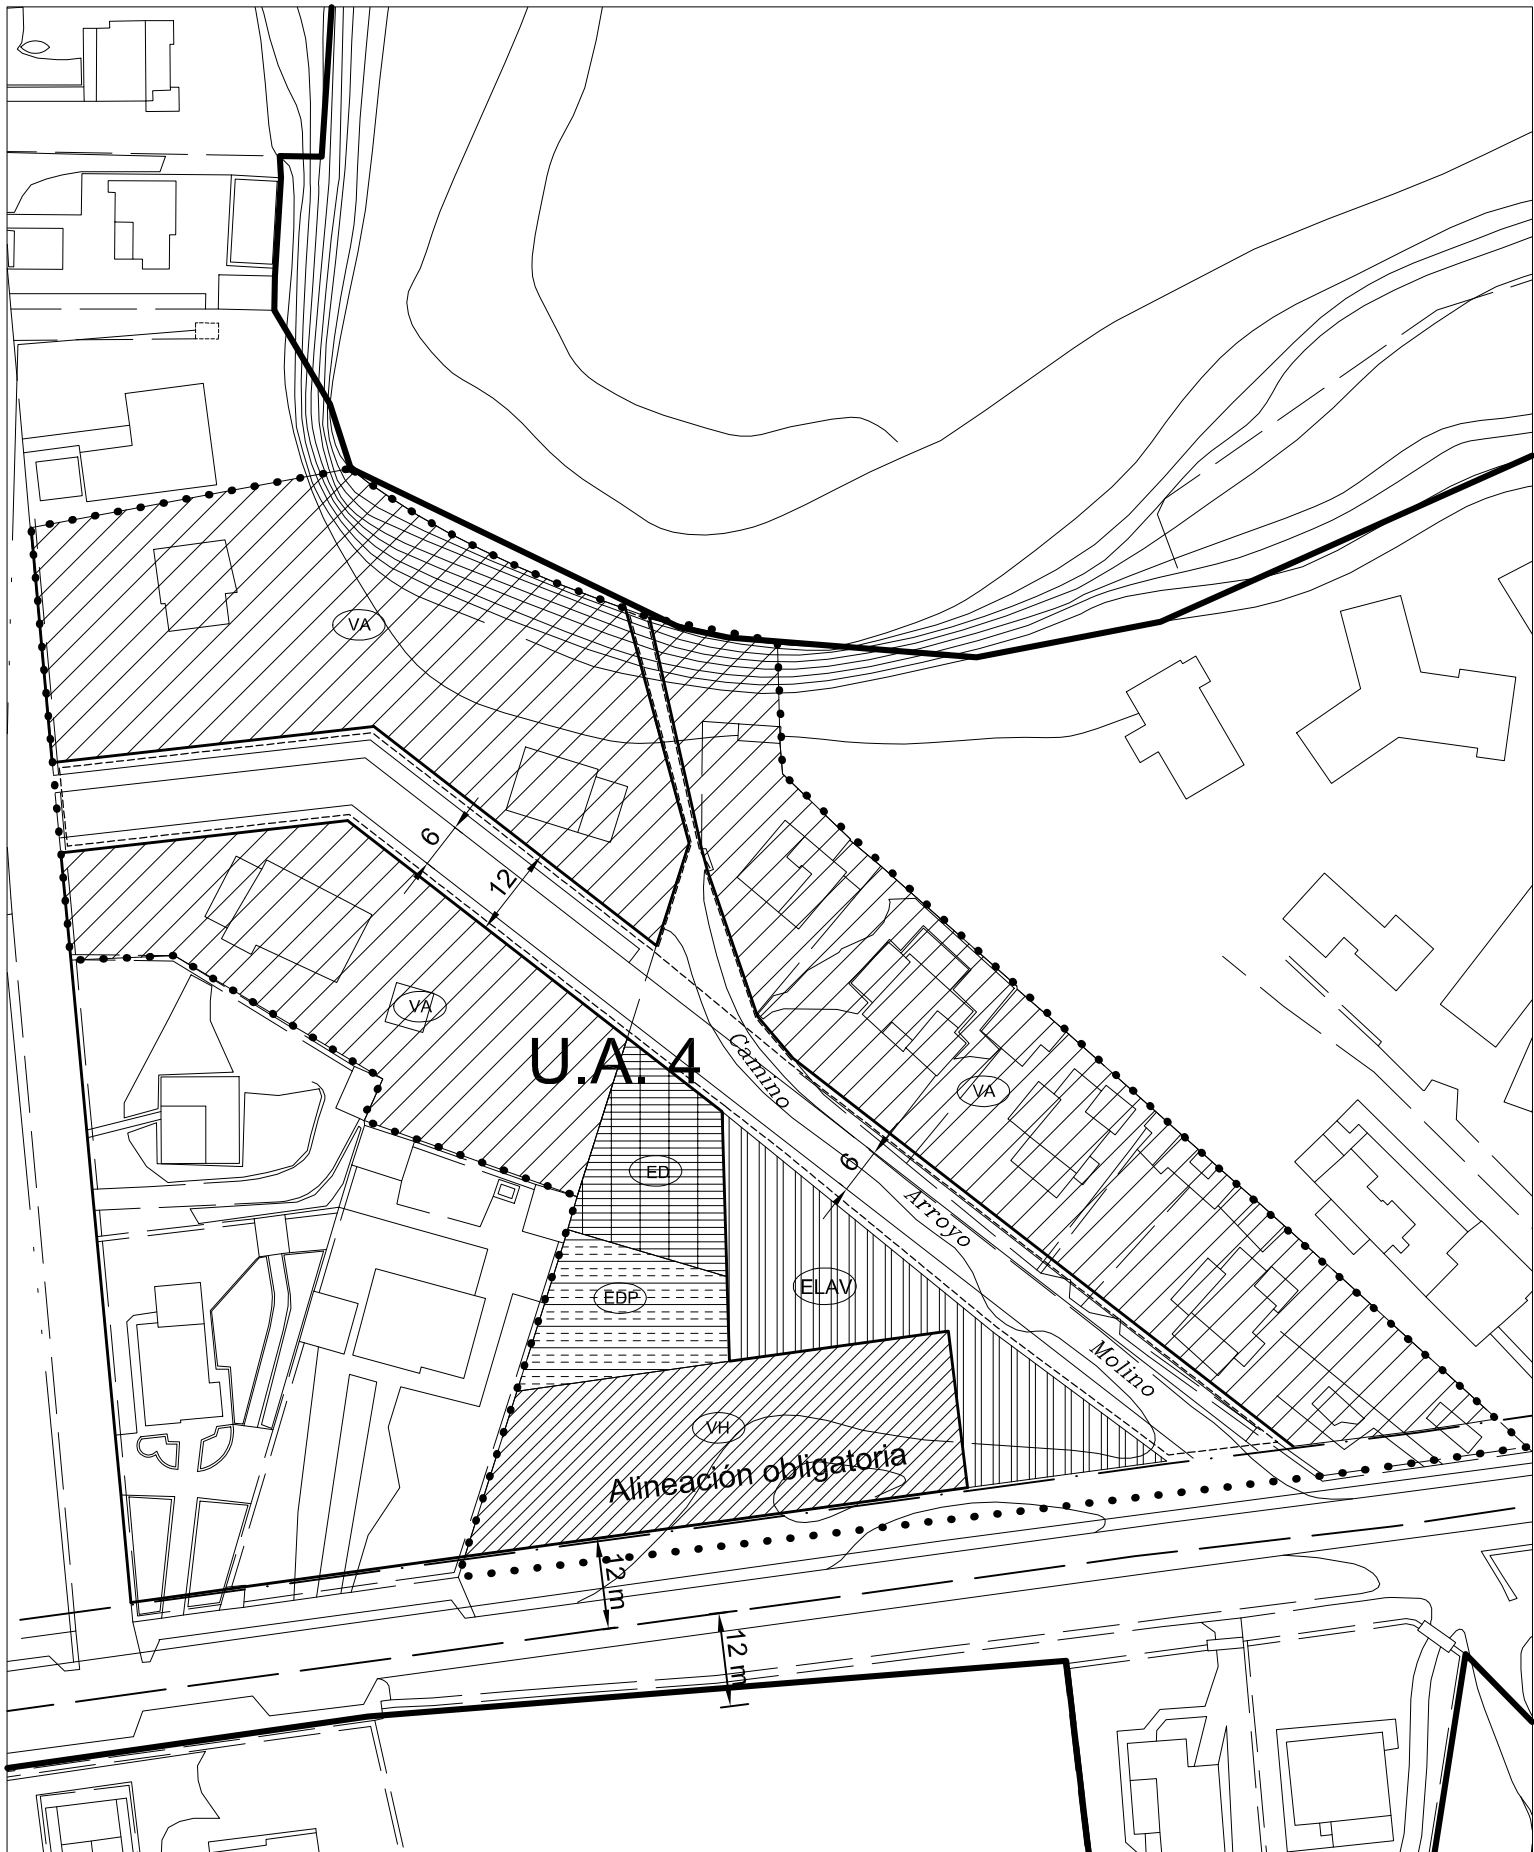 VA
6
12
VA
U.A. 4
Camino
VA
ED
6
Arroyo
EDP
ELAV
Molino
VH
Alineación obligatoria
12 m
12 m